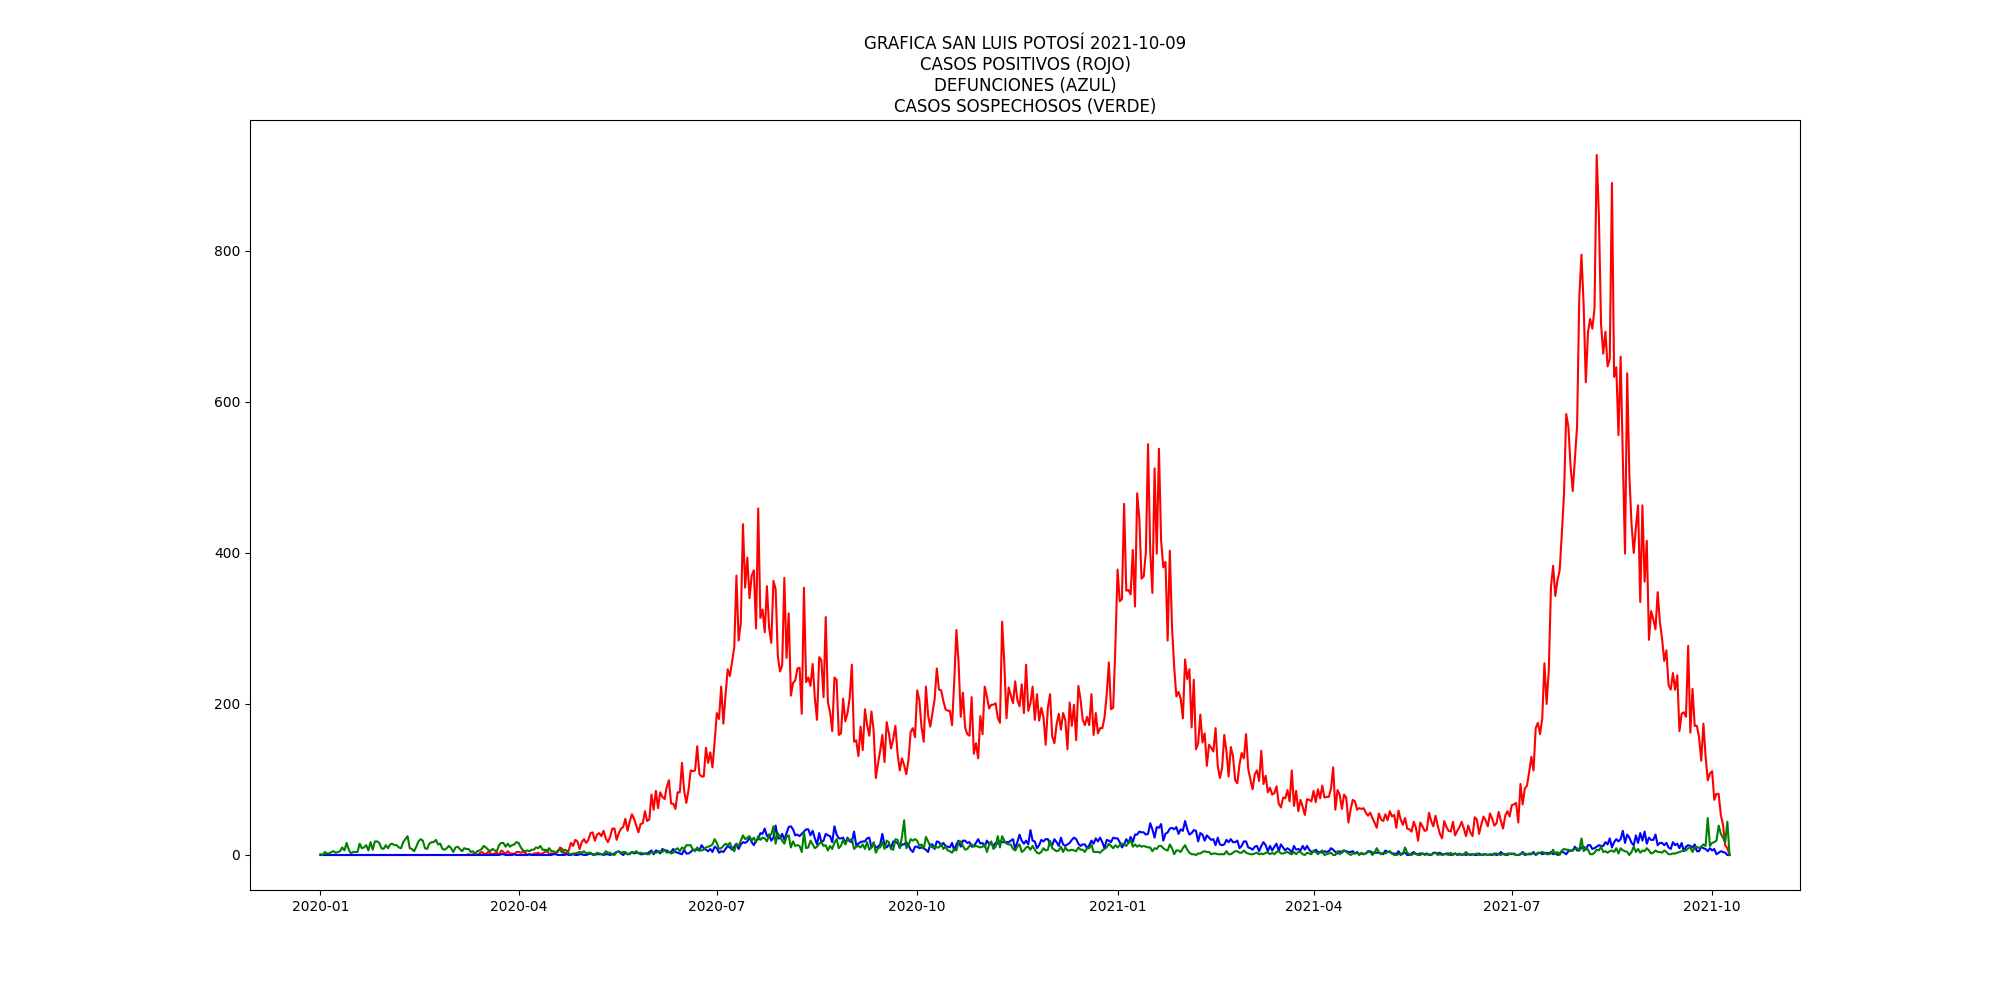 GRAFICA SAN LUIS POTOSÍ 2021-10-09
CASOS POSITIVOS (ROJO)
DEFUNCIONES (AZUL)
CASOS SOSPECHOSOS (VERDE)
800
600
400
200
0
2020-01 2020-04 2020-07 2020-10 2021-01 2021-04 2021-07 2021-10